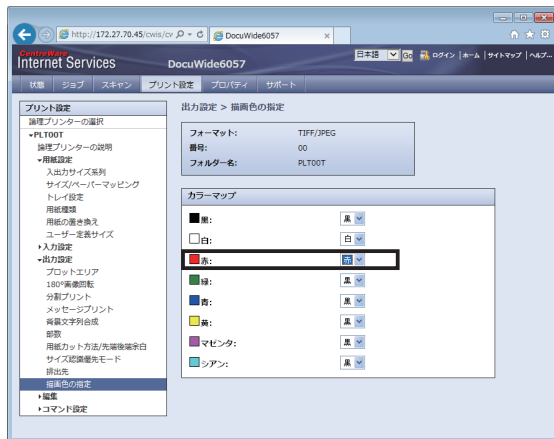 http://172.27.70.45/cwis/cv
DocuWide6057
CentreWare
Internet Services
DocuWide6057
日本語
Go
ログイン | ホーム | サイトマップ | ヘルプ...
状態 ジョブ スキャン プリント設定 プロパティ サポート
プリント設定
論理プリンターの選択
PLT00T
論理プリンターの説明
用紙設定
入出力サイズ系列
サイズ/ペーパーマッピング
トレイ設定
用紙種類
用紙の置き換え
ユーザー定義サイズ
入力設定
出力設定
プロットエリア
180°画像回転
分割プリント
メッセージプリント
背景文字列合成
部数
用紙カット方法/先端後端余白
サイズ認識優先モード
排出先
描画色の指定
編集
コマンド設定
出力設定 > 描画色の指定
フォーマット: TIFF/JPEG
番号: 00
フォルダー名: PLT00T
カラーマップ
黒: 黒
白: 白
赤: 赤
緑: 黒
青: 黒
黄: 黒
マゼンタ: 黒
シアン: 黒